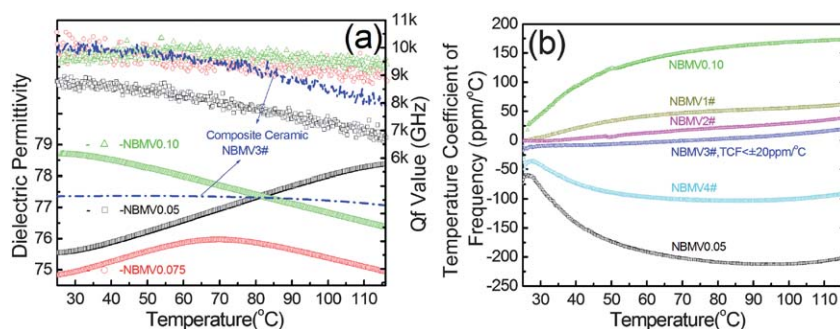 (a)
Dielectric Permittivity
79
78
77
76
75
11k
10k
9k
8k
7k
6k
Qf Value (GHz)
Composite Ceramic
NBMV3#
-NBMV0.10
-NBMV0.05
-NBMV0.075
30 40 50 60 70 80 90 100 110
Temperature(°C)
(b)
Temperature Coefficient of
Frequency (ppm/°C)
200
150
100
50
0
-50
-100
-150
-200
-250
NBMV0.10
NBMV1#
NBMV2#
NBMV3#,TCF<±20ppm/°C
NBMV4#
NBMV0.05
30 40 50 60 70 80 90 100 110
Temperature(°C)